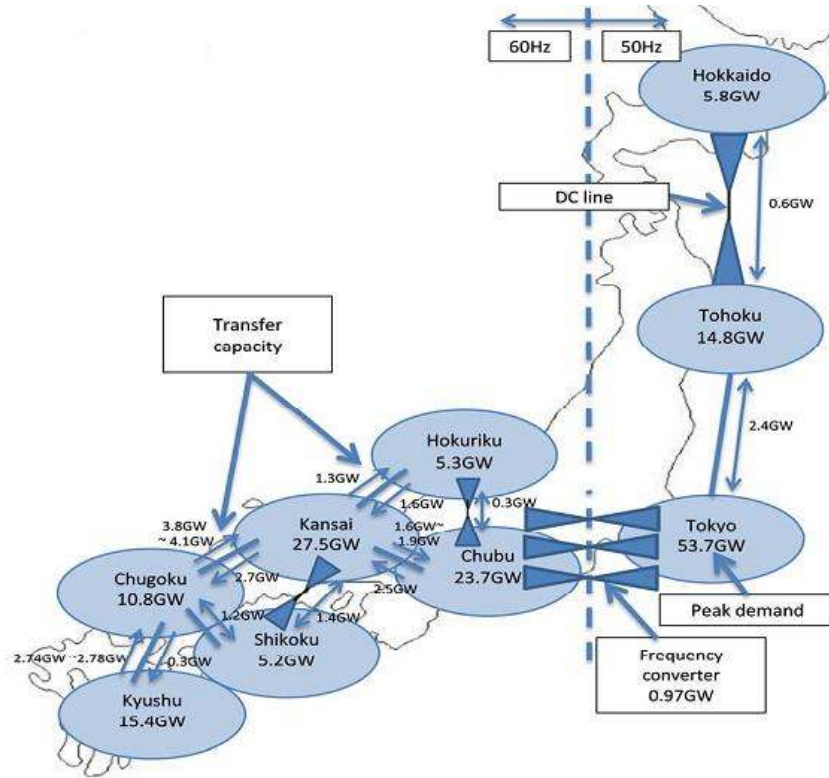 60Hz
50Hz
Hokkaido
5.8GW
DC line
0.6GW
Tohoku
14.8GW
Transfer
capacity
2.4GW
Hokuriku
5.3GW
1.3GW
1.6GW
0.3GW
3.8GW
~ 4.1GW
Kansai
27.5GW
1.6GW~
1.9GW
Chubu
23.7GW
Tokyo
53.7GW
2.7GW
2.5GW
Chugoku
10.8GW
1.2GW
1.4GW
Peak demand
Shikoku
5.2GW
2.74GW ~2.78GW
0.3GW
Frequency
converter
0.97GW
Kyushu
15.4GW